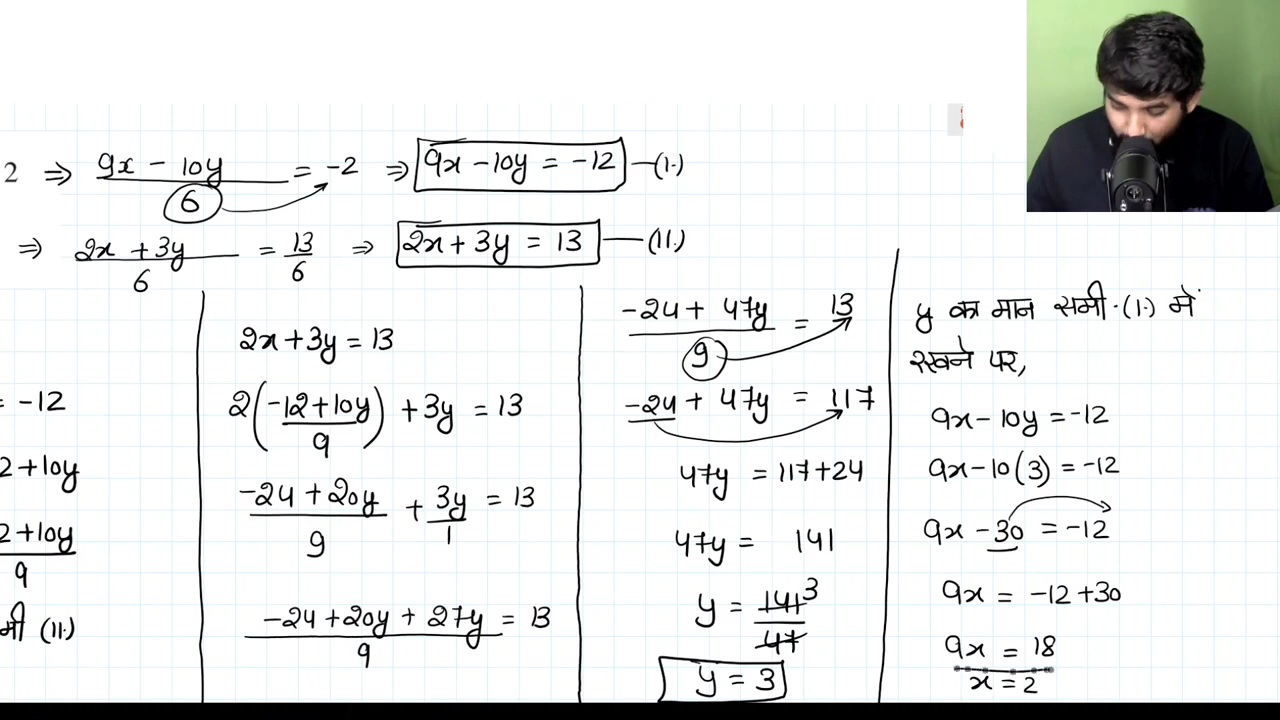 2 ⇒ 9x - 10y / 6 = -2 ⇒ 9x - 10y = -12 —(I.)
⇒ 2x + 3y / 6 = 13/6 ⇒ 2x + 3y = 13 —(II.)
= -12
2 + 10y
2 + 10y / 9
(II.)
2x + 3y = 13
2(-12 + 10y / 9) + 3y = 13
-24 + 20y / 9 + 3y/1 = 13
-24 + 20y + 27y / 9 = 13
-24 + 47y / 9 = 13
-24 + 47y = 117
47y = 117 + 24
47y = 141
y = 141/47 3
y = 3
y का मान समी. (I.) में
रखने पर,
9x - 10y = -12
9x - 10(3) = -12
9x - 30 = -12
9x = -12 + 30
9x = 18
x = 2